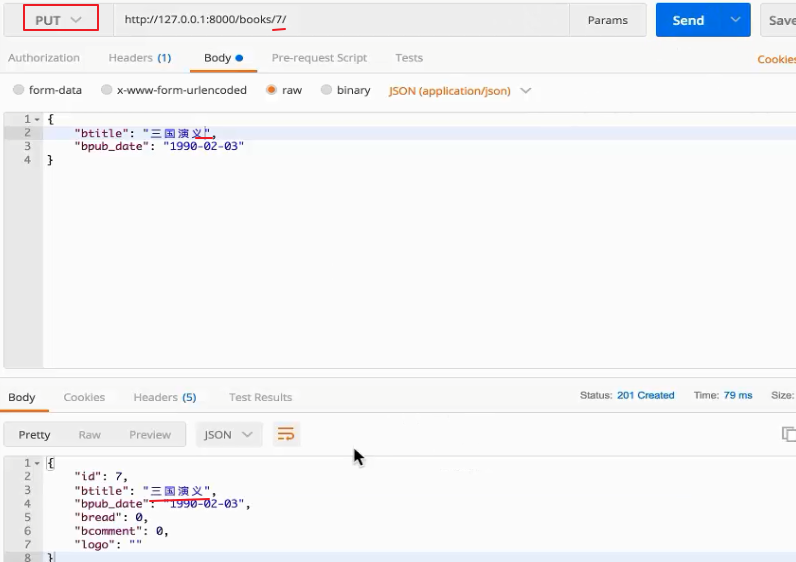 PUT http://127.0.0.1:8000/books/7/ Params Send Save
Authorization Headers (1) Body Pre-request Script Tests Cookies
form-data x-www-form-urlencoded raw binary JSON (application/json)
1 {
2 "btitle": "三国演义",
3 "bpub_date": "1990-02-03"
4 }
Body Cookies Headers (5) Test Results Status: 201 Created Time: 79 ms Size:
Pretty Raw Preview JSON
1 {
2 "id": 7,
3 "btitle": "三国演义",
4 "bpub_date": "1990-02-03",
5 "bread": 0,
6 "bcomment": 0,
7 "logo": ""
8 }